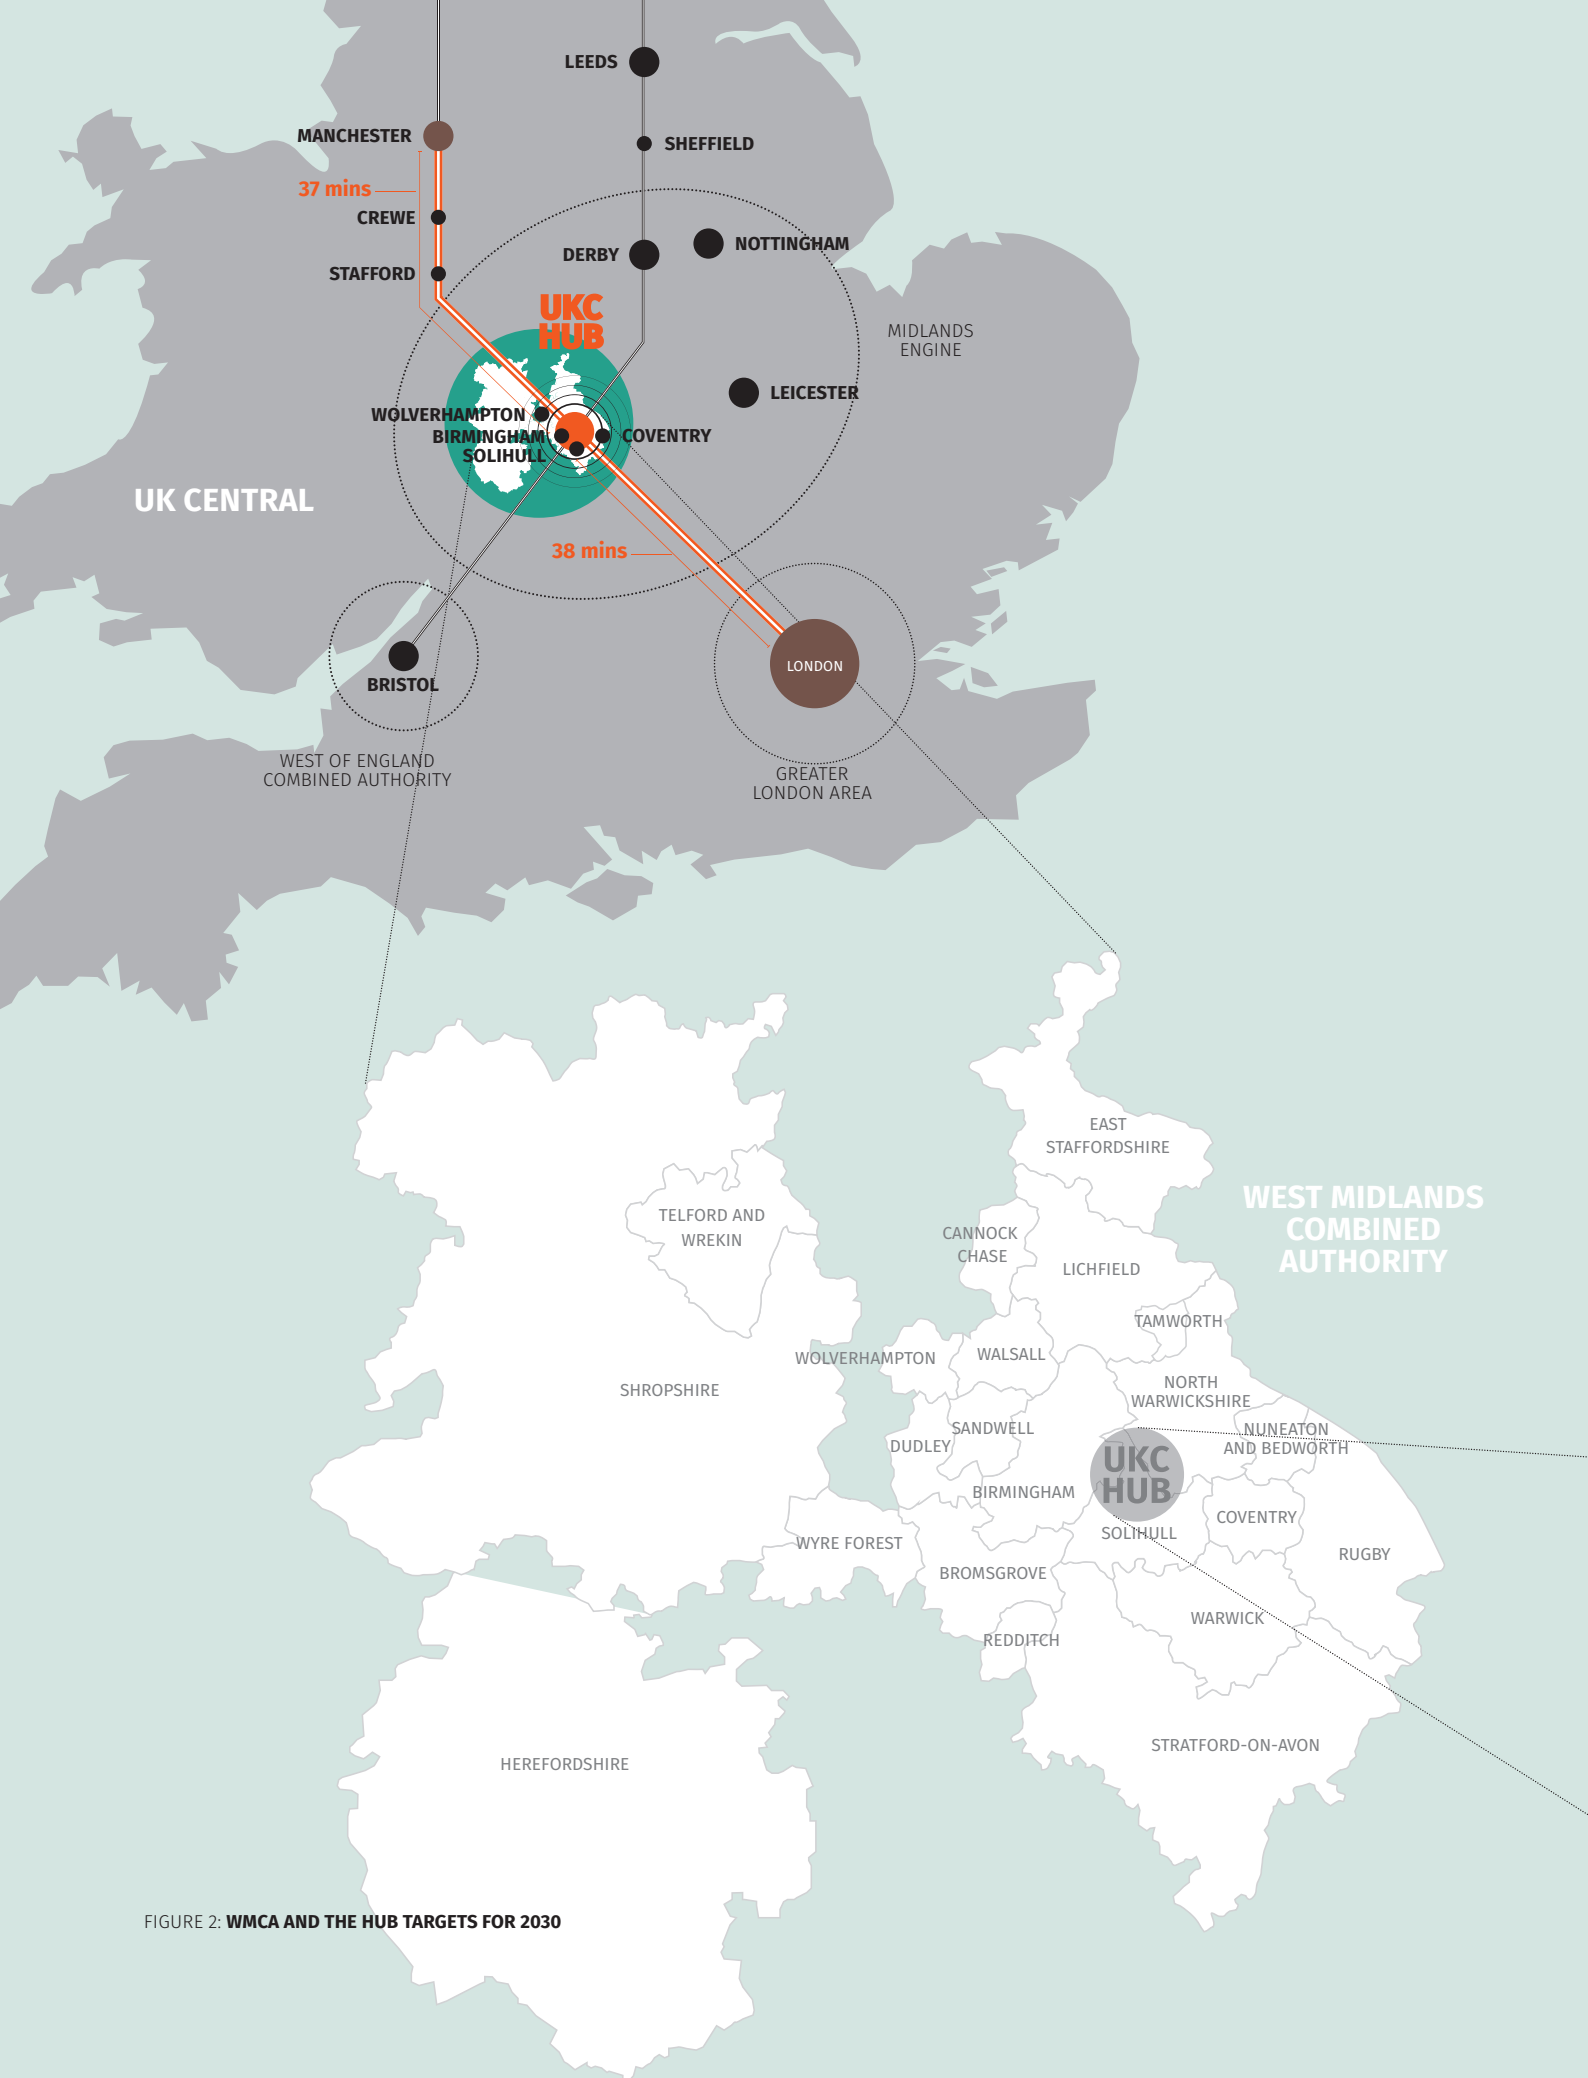 LEEDS
MANCHESTER
SHEFFIELD
37 mins
CREWE
NOTTINGHAM
DERBY
STAFFORD
UKC
HUB
MIDLANDS
ENGINE
LEICESTER
WOLVERHAMPTON
BIRMINGHAM
COVENTRY
SOLIHULL
UK CENTRAL
38 mins
LONDON
BRISTOL
WEST OF ENGLAND
COMBINED AUTHORITY
GREATER
LONDON AREA
EAST
STAFFORDSHIRE
WEST MIDLANDS
COMBINED
AUTHORITY
TELFORD AND
WREKIN
CANNOCK
CHASE
LICHFIELD
TAMWORTH
WOLVERHAMPTON
WALSALL
SHROPSHIRE
NORTH
WARWICKSHIRE
SANDWELL
DUDLEY
NUNEATON
AND BEDWORTH
UKC
HUB
BIRMINGHAM
COVENTRY
SOLIHULL
WYRE FOREST
RUGBY
BROMSGROVE
WARWICK
REDDITCH
STRATFORD-ON-AVON
HEREFORDSHIRE
FIGURE 2: WMCA AND THE HUB TARGETS FOR 2030